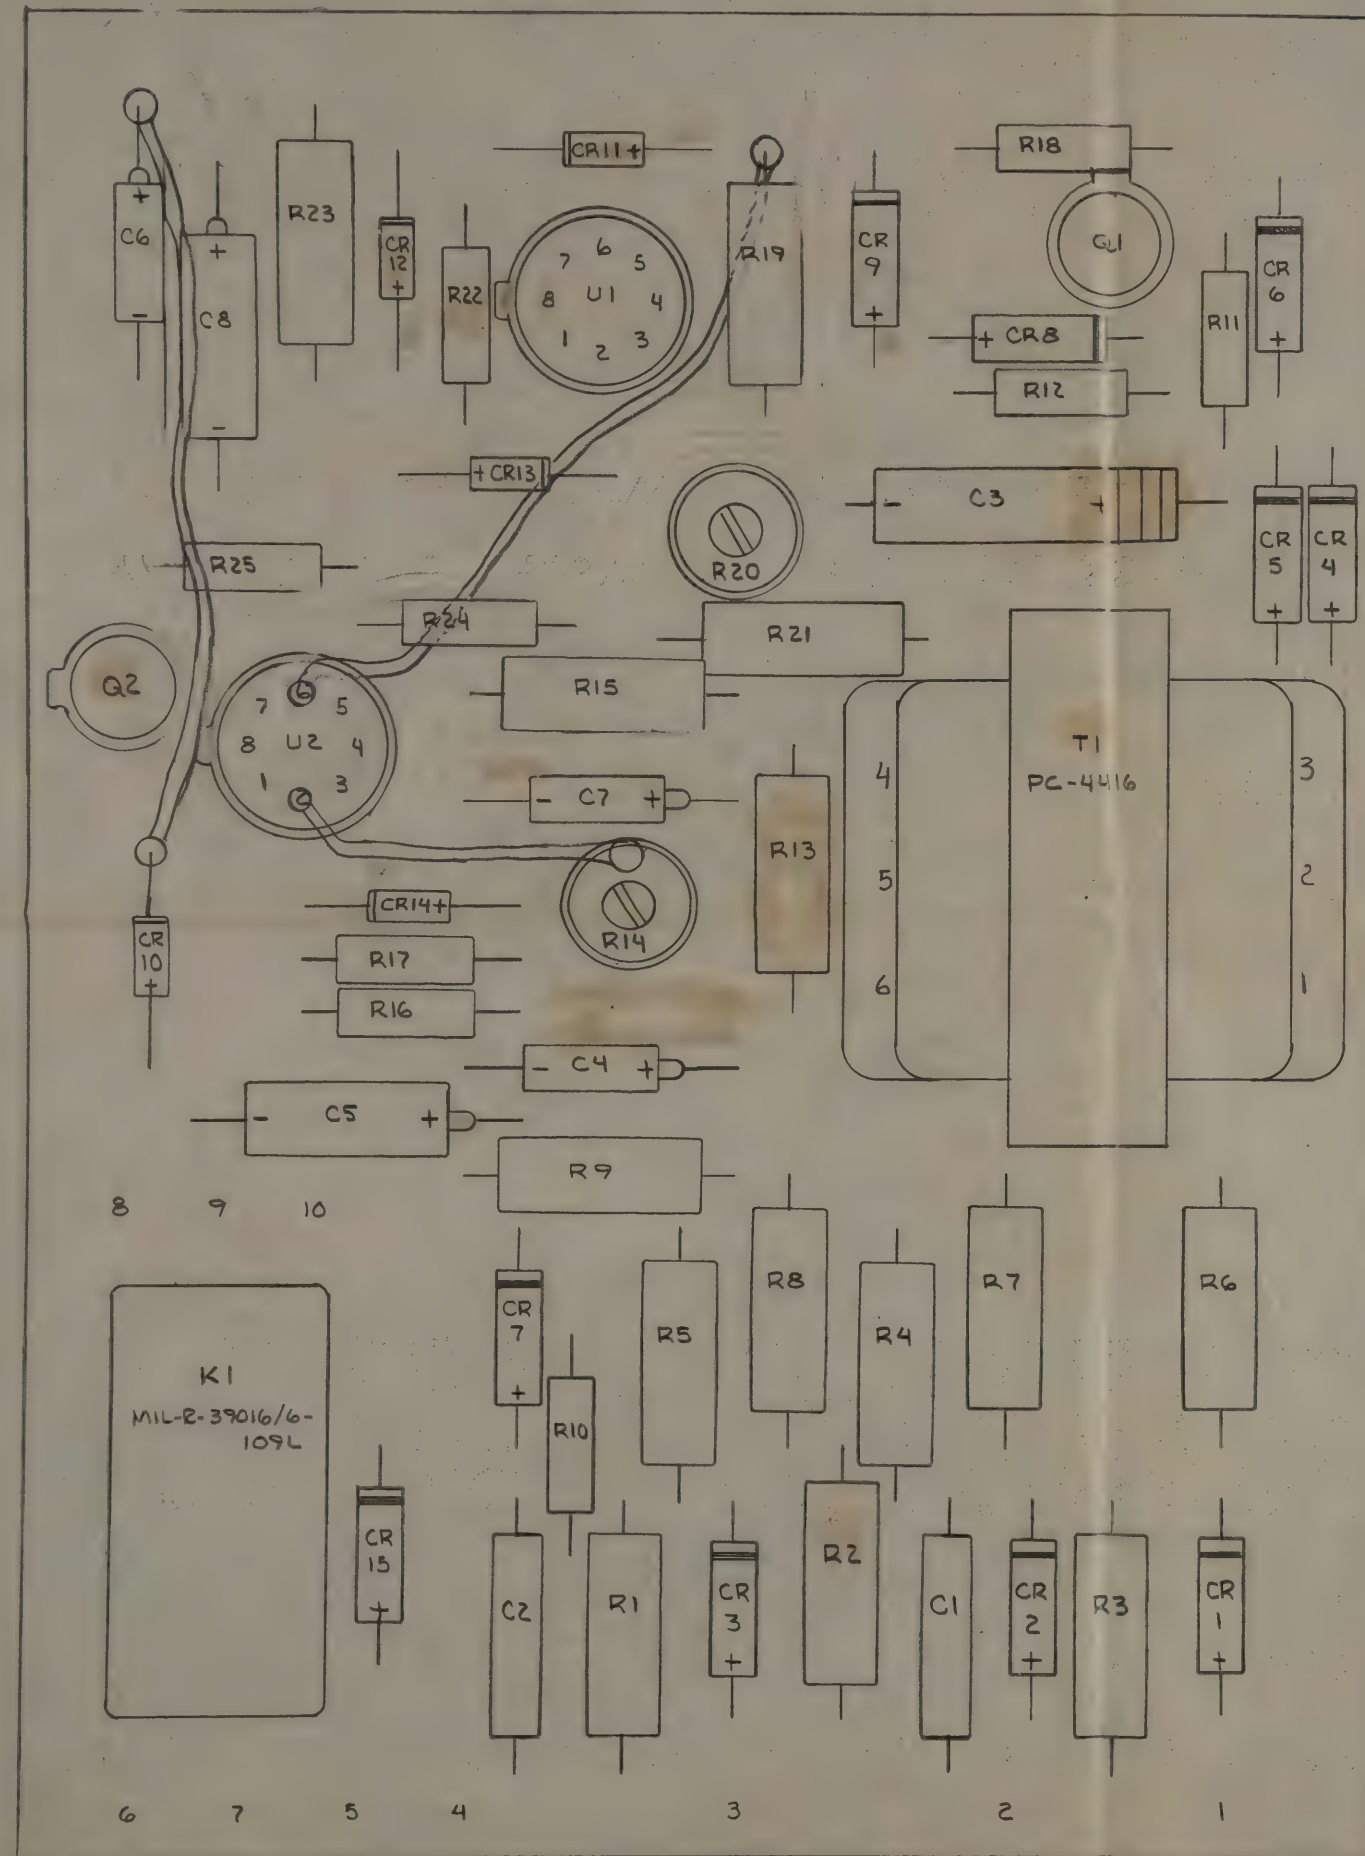 CR11 +
R18
+
C6
-
R23
CR
12
+
R22
7 6 5
8 U1 4
1 2 3
R19
CR
9
+
Q1
CR
6
+
+
C8
-
R11
+ CR8
R12
+ CR13
- C3 +
R20
CR
5
+
CR
4
+
R25
R24
R21
Q2
R15
7 6 5
8 U2 4
1 2 3
T1
PC-4416
4
5
6
3
2
1
- C7 +
R13
CR14+
R14
CR
10
+
R17
R16
- C4 +
- C5 +
R9
8 9 10
CR
7
+
R5
R8
R4
R7
R6
K1
MIL-R-39016/6-
109L
R10
CR
15
+
C2
R1
CR
3
+
R2
C1
CR
2
+
R3
CR
1
+
6 7 5 4 3 2 1